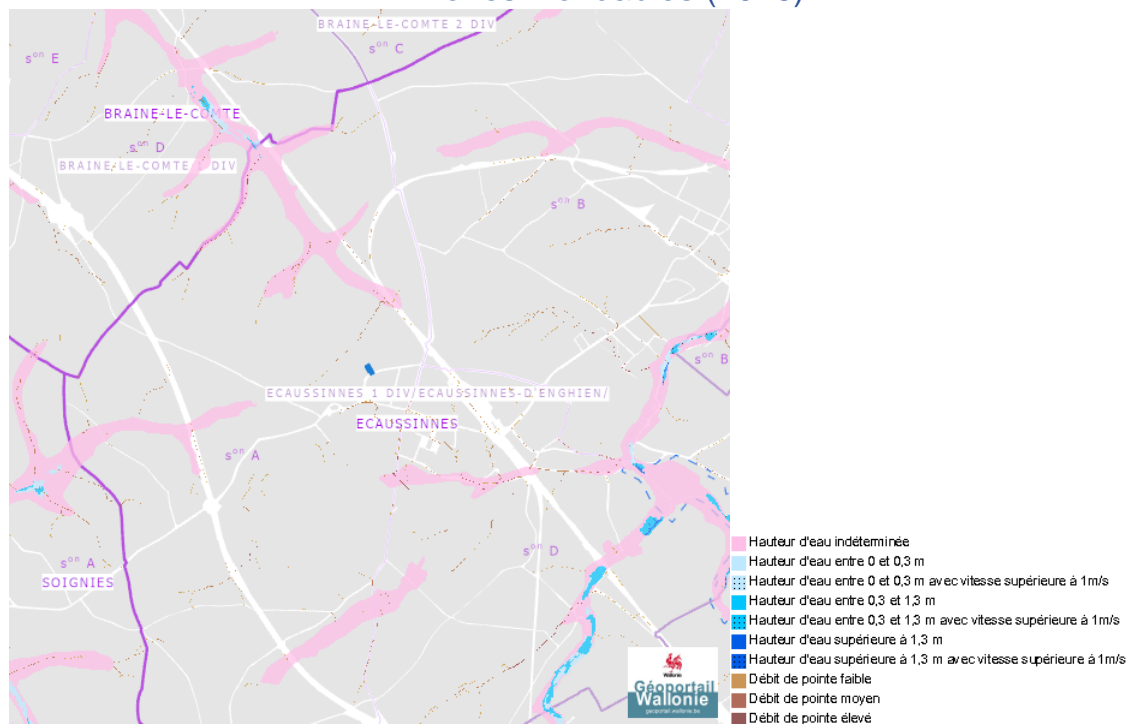 BRAINE-LE-COMTE 2 DIV
sᵒⁿ C
sᵒⁿ E
BRAINE-LE-COMTE
sᵒⁿ D
BRAINE-LE-COMTE 1 DIV
sᵒⁿ B
sᵒⁿ B
ECAUSSINNES 1 DIV/ECAUSSINNES-D'ENGHIEN/
ECAUSSINNES
sᵒⁿ A
sᵒⁿ D
sᵒⁿ A
SOIGNIES
Hauteur d'eau indéterminée
Hauteur d'eau entre 0 et 0,3 m
Hauteur d'eau entre 0 et 0,3 m avec vitesse supérieure à 1m/s
Hauteur d'eau entre 0,3 et 1,3 m
Hauteur d'eau entre 0,3 et 1,3 m avec vitesse supérieure à 1m/s
Hauteur d'eau supérieure à 1,3 m
Hauteur d'eau supérieure à 1,3 m avec vitesse supérieure à 1m/s
Débit de pointe faible
Débit de pointe moyen
Débit de pointe élevé
Wallonie
Géoportail
Wallonie
geoportail.wallonie.be